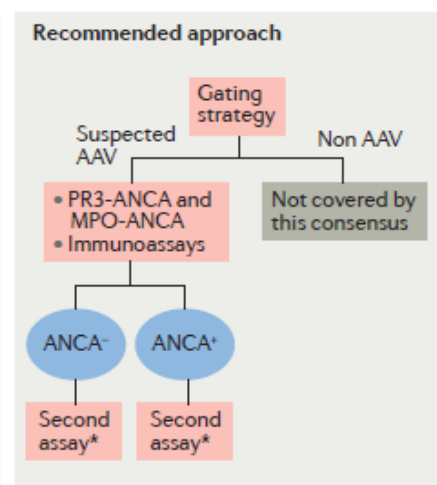 Recommended approach
Gating
strategy
Suspected
AAV
Non AAV
• PR3-ANCA and
MPO-ANCA
• Immunoassays
Not covered by
this consensus
ANCA⁻
ANCA⁺
Second
assay*
Second
assay*